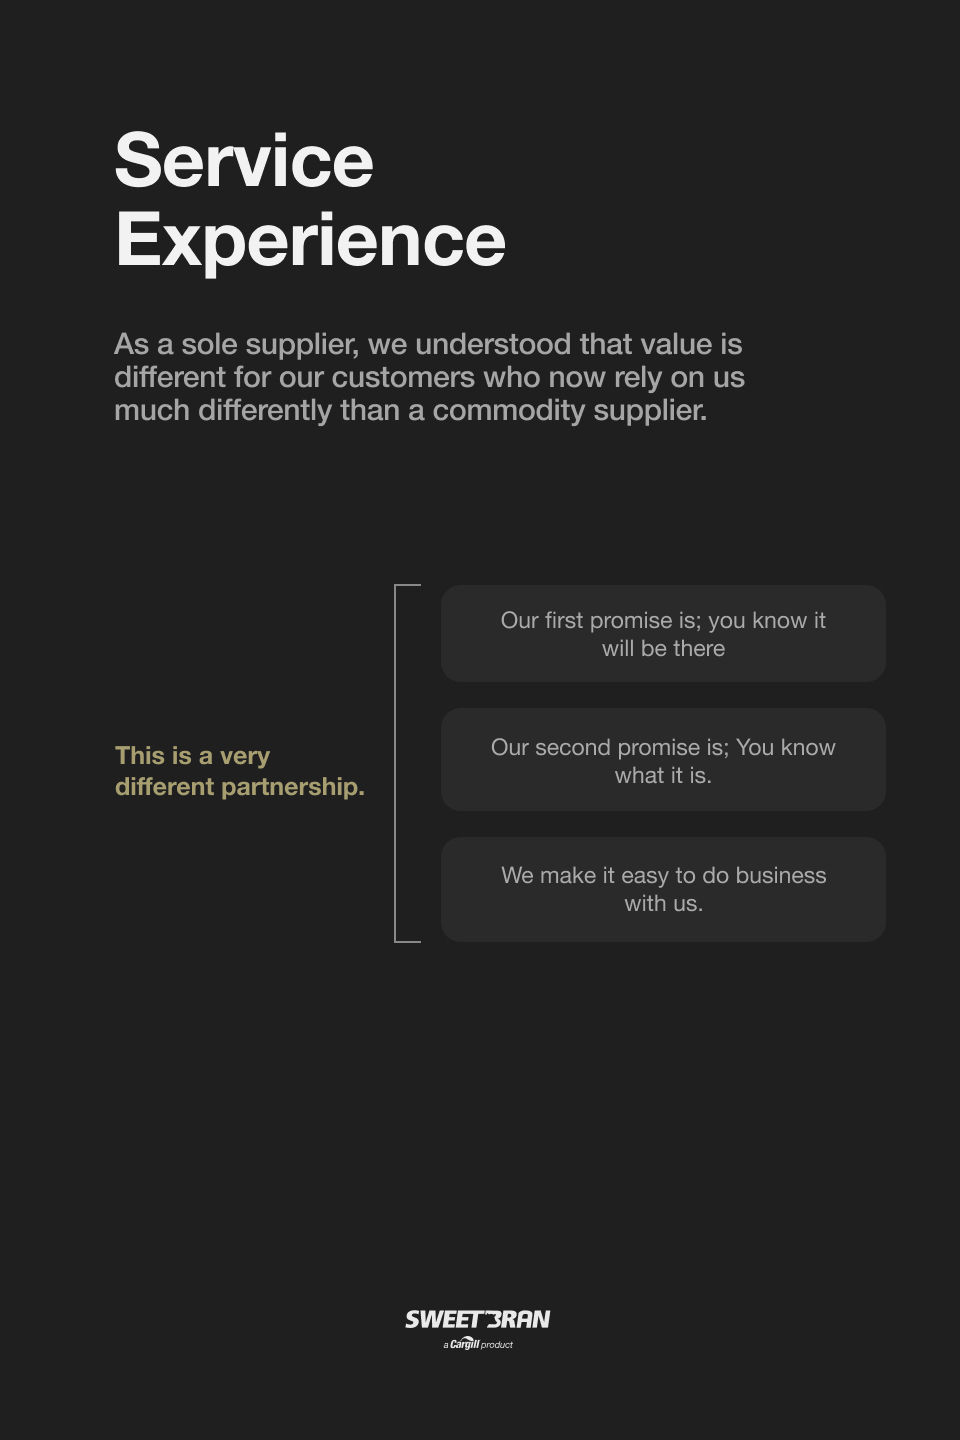 Service
Experience
As a sole supplier, we understood that value is
different for our customers who now rely on us
much differently than a commodity supplier.
This is a very
different partnership.
Our first promise is; you know it
will be there
Our second promise is; You know
what it is.
We make it easy to do business
with us.
SWEET BRAN
a Cargill product